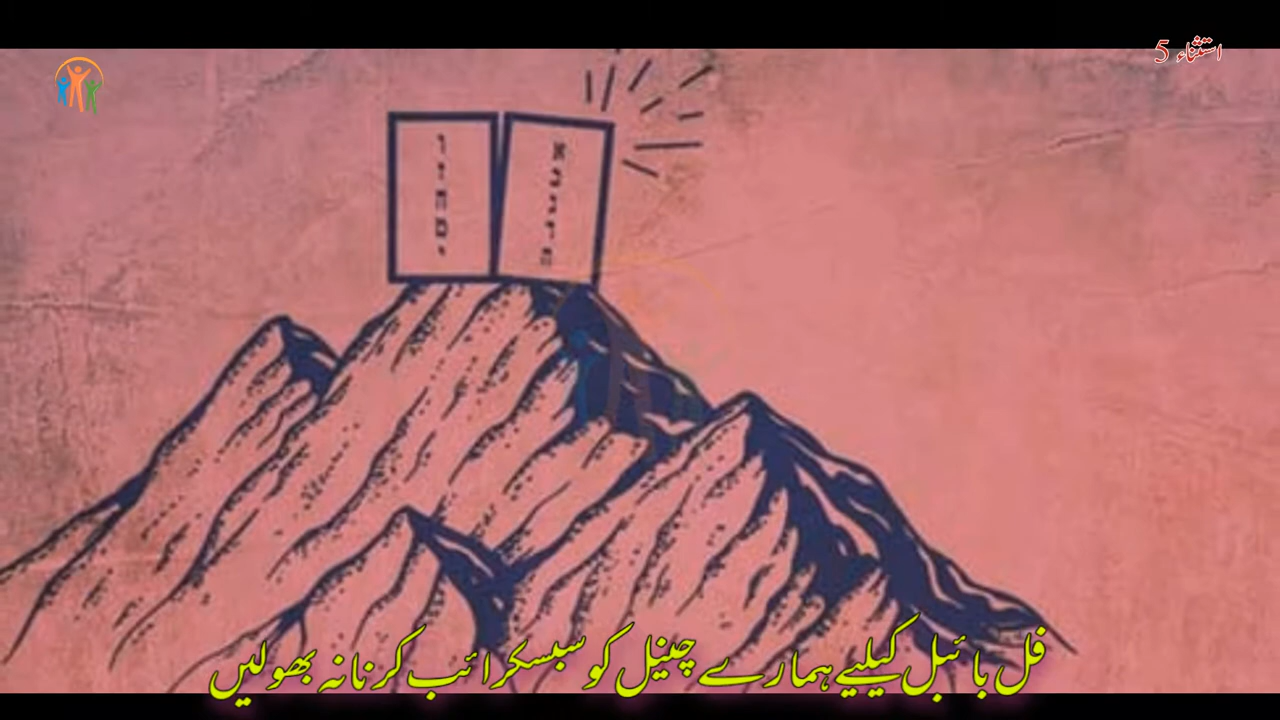 استثناء 5
فل بائبل کیلیے ہمارے چینل کو سبسکرائب کرنا نہ بھولیں